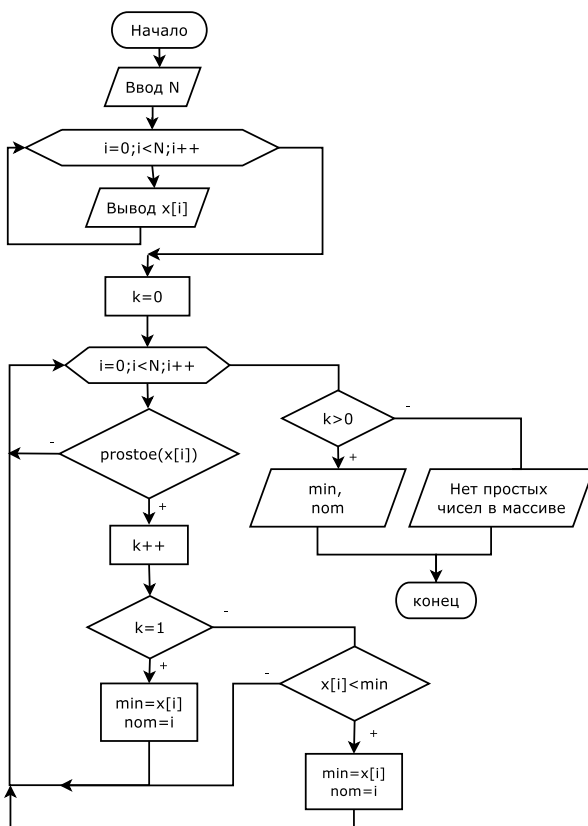 Начало
Ввод N
i=0;i<N;i++
Вывод x[i]
k=0
i=0;i<N;i++
k>0
-
+
prostoe(x[i])
-
+
min,
nom
Нет простых
чисел в массиве
k++
конец
k=1
-
+
x[i]<min
-
+
min=x[i]
nom=i
min=x[i]
nom=i